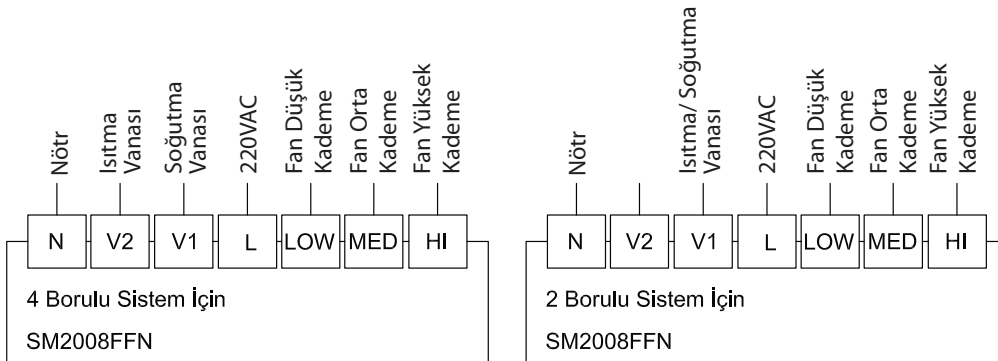 Nötr
Isıtma
Vanası
Soğutma
Vanası
220VAC
Fan Düşük
Kademe
Fan Orta
Kademe
Fan Yüksek
Kademe
N
V2
V1
L
LOW
MED
HI
4 Borulu Sistem İçin
SM2008FFN
Nötr
Isıtma/ Soğutma
Vanası
220VAC
Fan Düşük
Kademe
Fan Orta
Kademe
Fan Yüksek
Kademe
N
V2
V1
L
LOW
MED
HI
2 Borulu Sistem İçin
SM2008FFN